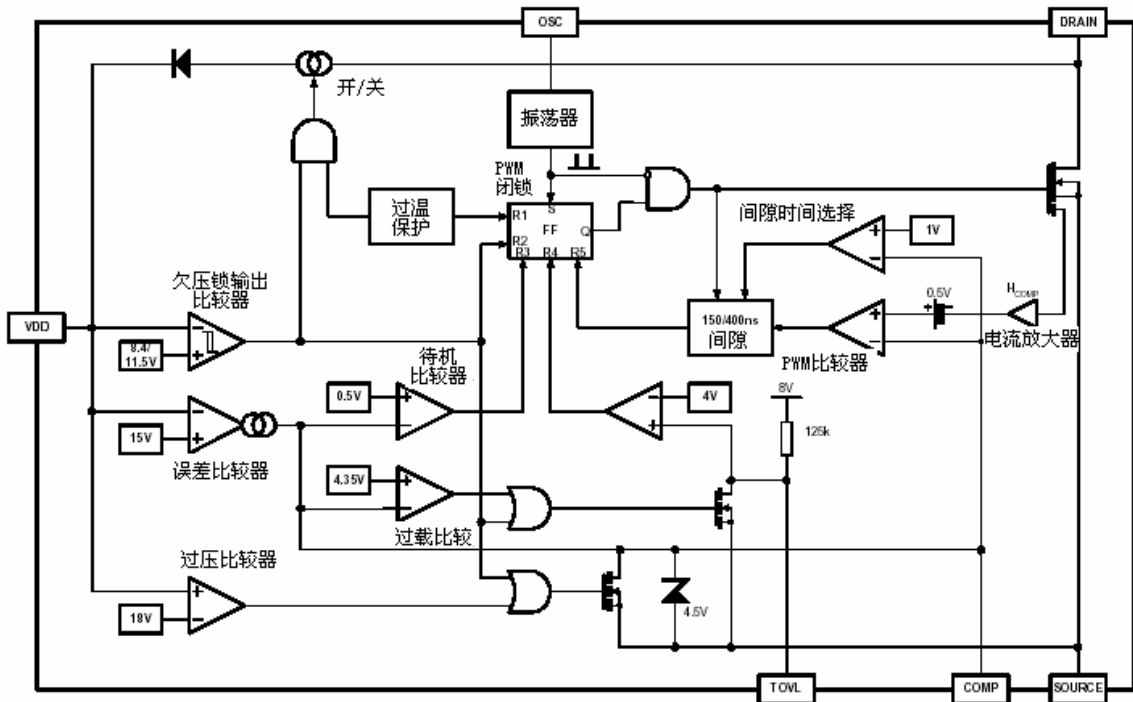 OSC
DRAIN
开/关
振荡器
PWM
闭锁
过温
保护
R1
S
R2
FF
Q
R3
R4
R5
间隙时间选择
1V
欠压锁输出
比较器
VDD
8.4/
11.5V
150/400ns
间隙
0.5V
HCOMP
电流放大器
PWM比较器
待机
比较器
0.5V
4V
8V
125k
15V
误差比较器
4.35V
过载比较
过压比较器
18V
4.5V
TOVL
COMP
SOURCE